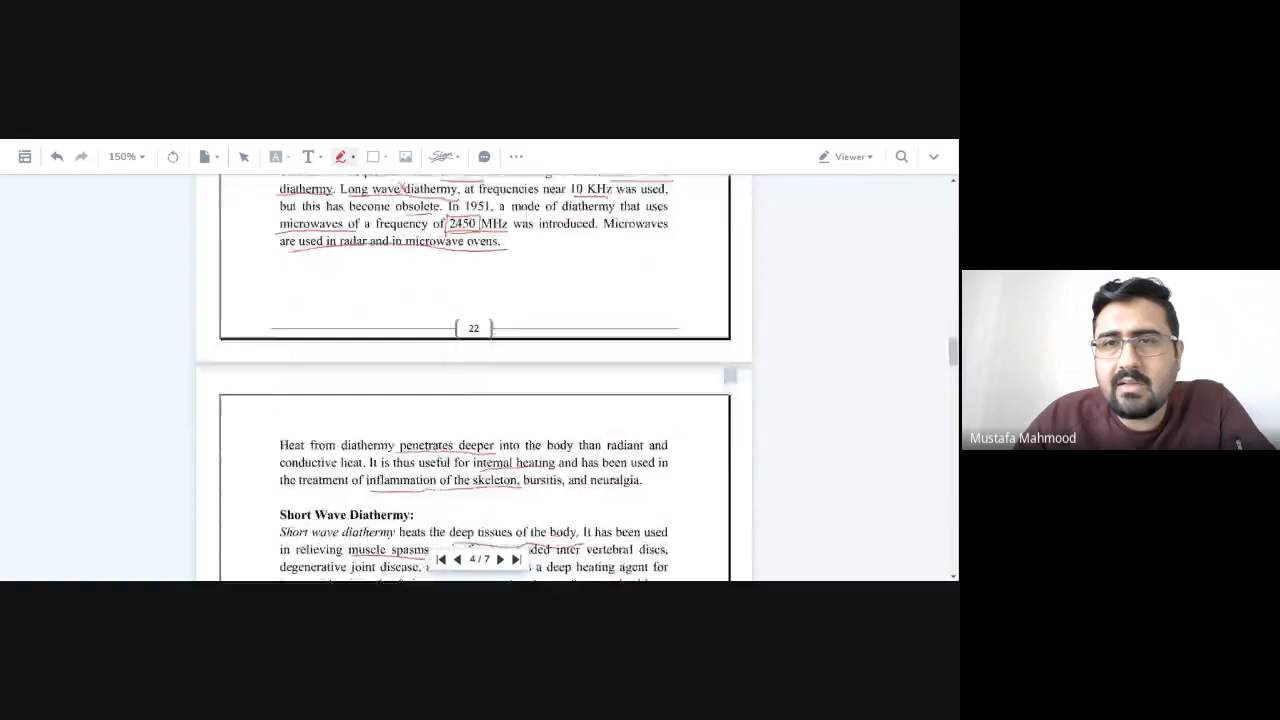 150%
T
Sign
Viewer
diathermy. Long wave diathermy, at frequencies near 10 KHz was used,
but this has become obsolete. In 1951, a mode of diathermy that uses
microwaves of a frequency of 2450 MHz was introduced. Microwaves
are used in radar and in microwave ovens.
22
Heat from diathermy penetrates deeper into the body than radiant and
conductive heat. It is thus useful for internal heating and has been used in
the treatment of inflammation of the skeleton, bursitis, and neuralgia.
Short Wave Diathermy:
Short wave diathermy heats the deep tissues of the body. It has been used
in relieving muscle spasms inter vertebral discs,
degenerative joint disease, a deep heating agent for
4 / 7
Mustafa Mahmood